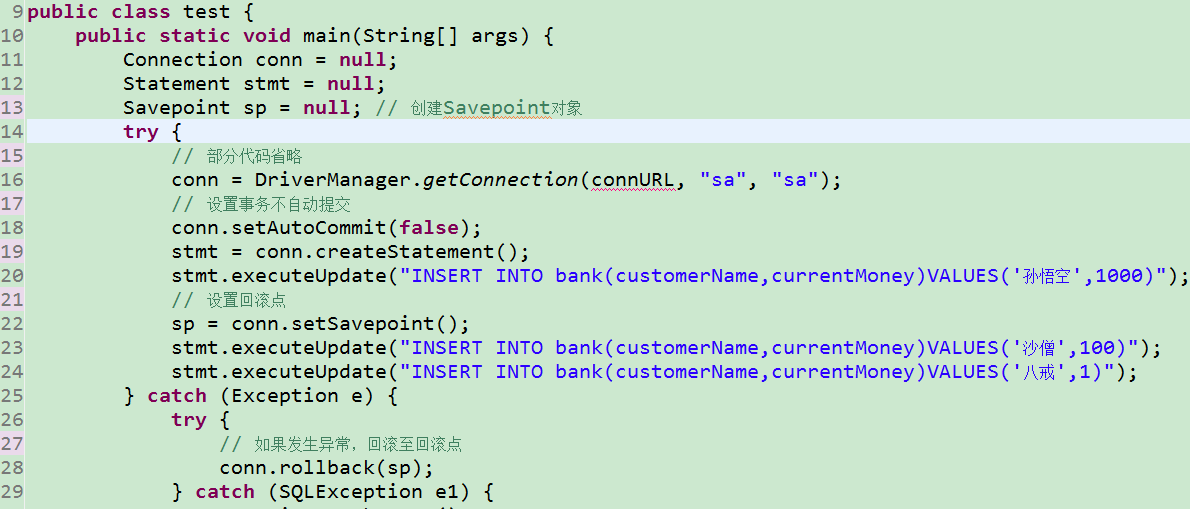 9 public class test {
10     public static void main(String[] args) {
11         Connection conn = null;
12         Statement stmt = null;
13         Savepoint sp = null; // 创建Savepoint对象
14         try {
15             // 部分代码省略
16             conn = DriverManager.getConnection(connURL, "sa", "sa");
17             // 设置事务不自动提交
18             conn.setAutoCommit(false);
19             stmt = conn.createStatement();
20             stmt.executeUpdate("INSERT INTO bank(customerName,currentMoney)VALUES('孙悟空',1000)");
21             // 设置回滚点
22             sp = conn.setSavepoint();
23             stmt.executeUpdate("INSERT INTO bank(customerName,currentMoney)VALUES('沙僧',100)");
24             stmt.executeUpdate("INSERT INTO bank(customerName,currentMoney)VALUES('八戒',1)");
25         } catch (Exception e) {
26             try {
27                 // 如果发生异常，回滚至回滚点
28                 conn.rollback(sp);
29             } catch (SQLException e1) {